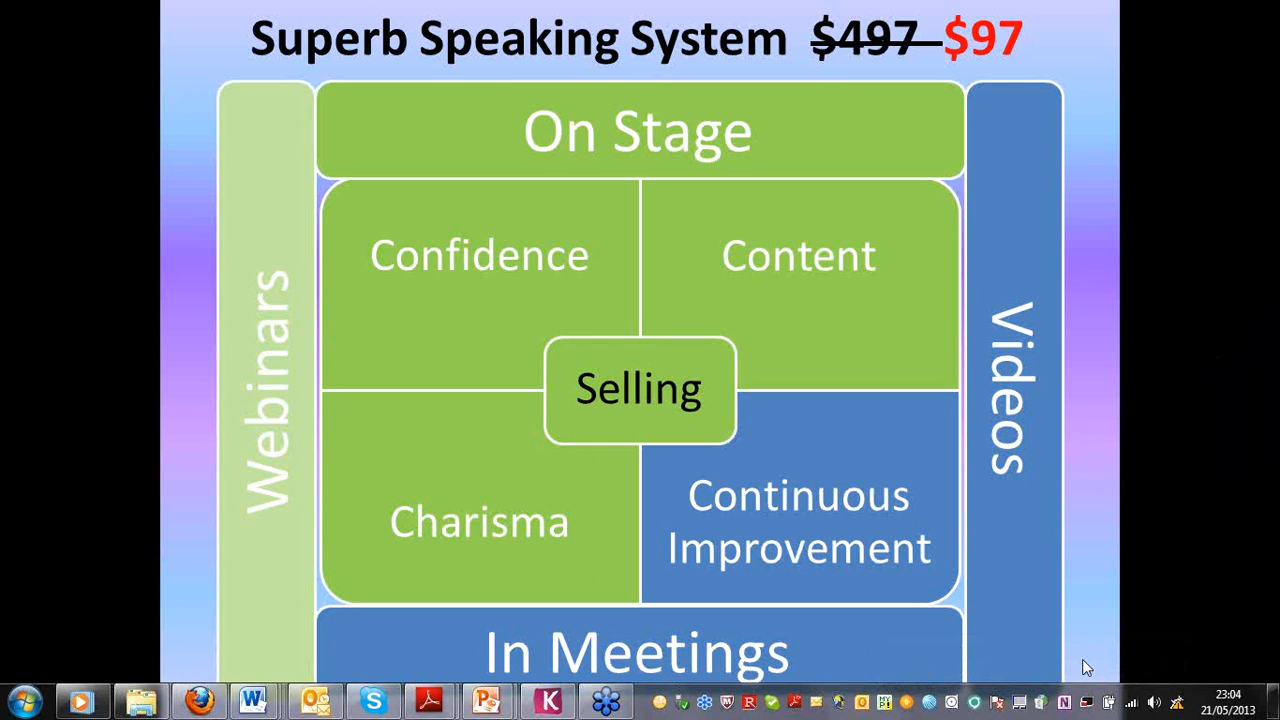 Superb Speaking System $497 $97
On Stage
Webinars
Confidence
Content
Videos
Selling
Charisma
Continuous
Improvement
In Meetings
23:04
21/05/2013